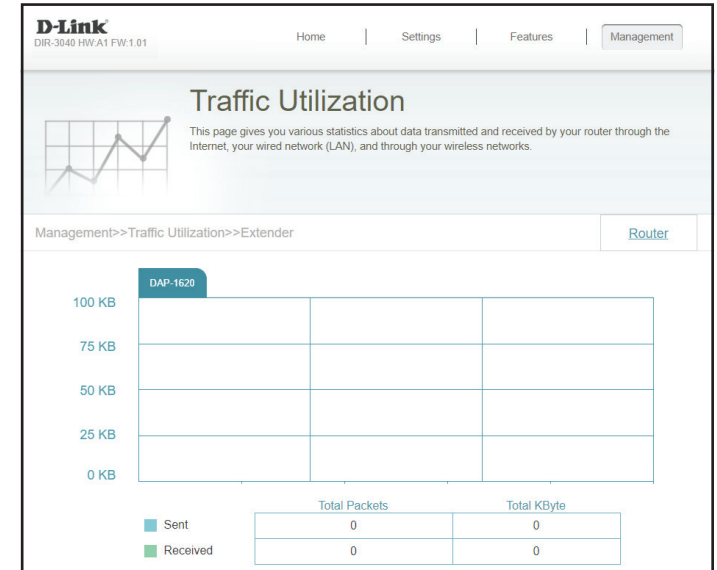 D-Link
DIR-3040 HW:A1 FW:1.01
Home | Settings | Features | Management
Traffic Utilization
This page gives you various statistics about data transmitted and received by your router through the
Internet, your wired network (LAN), and through your wireless networks.
Management>>Traffic Utilization>>Extender
Router
DAP-1620
100 KB
75 KB
50 KB
25 KB
0 KB
Total Packets Total KByte
Sent 0 0
Received 0 0